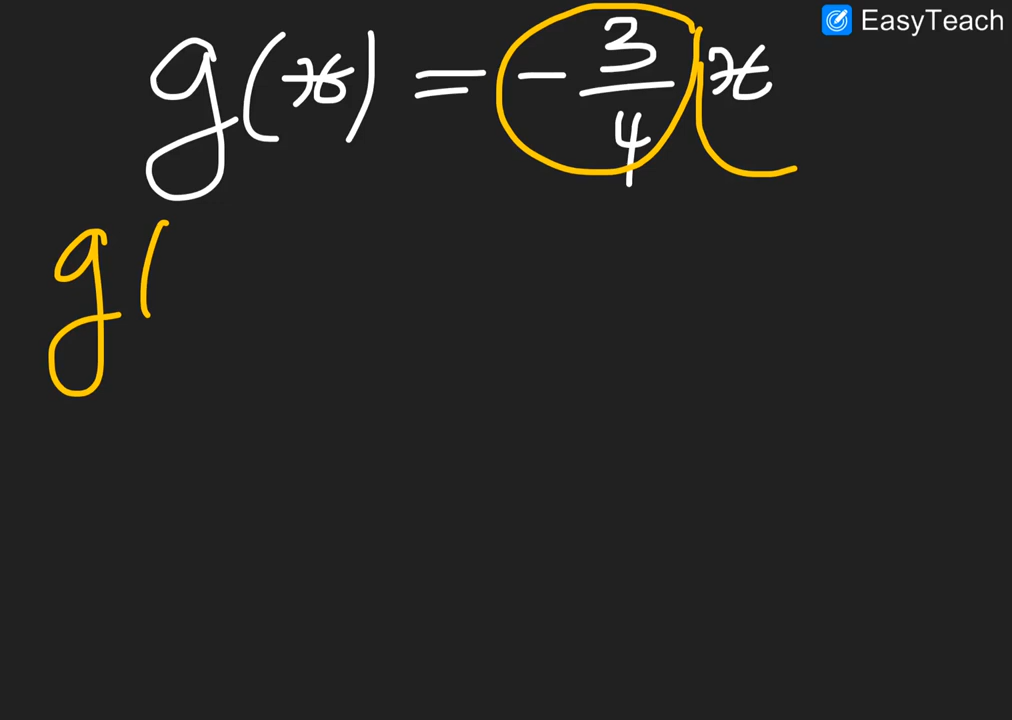 EasyTeach
g(x) = -3/4 x
g(